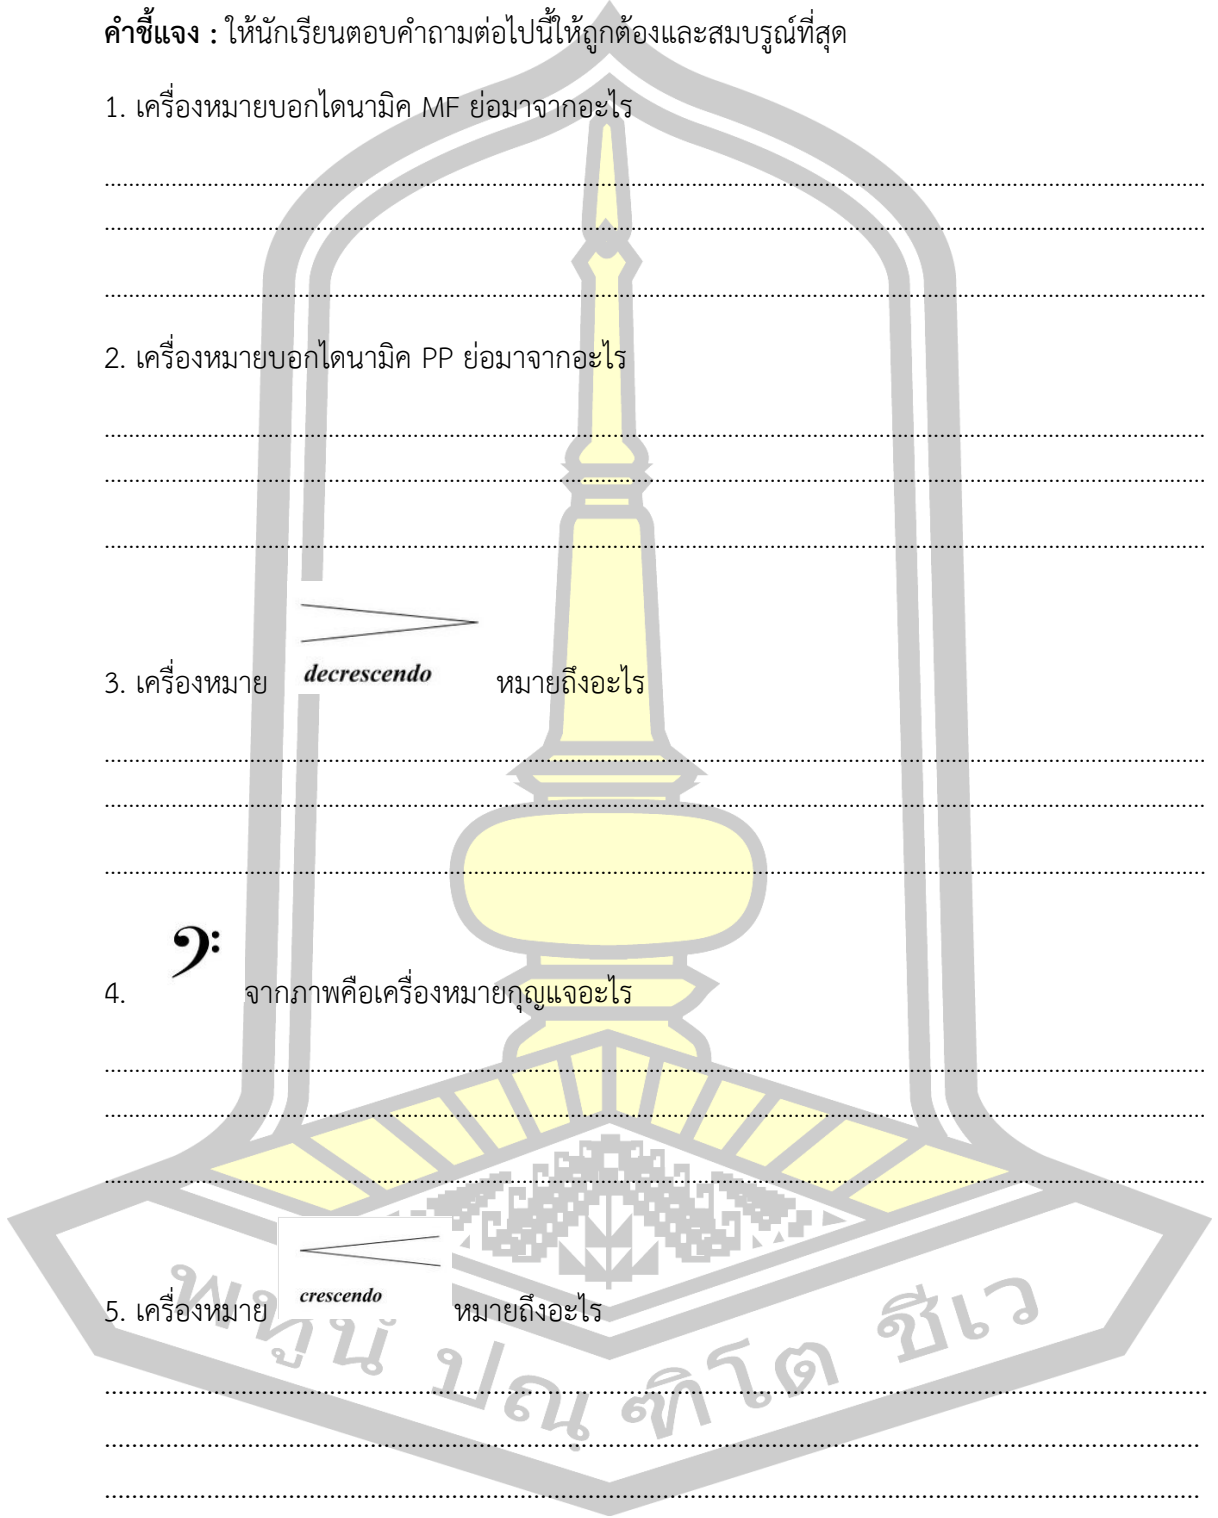 คำชี้แจง : ให้นักเรียนตอบคำถามต่อไปนี้ให้ถูกต้องและสมบรูณ์ที่สุด
1. เครื่องหมายบอกไดนามิค MF ย่อมาจากอะไร
2. เครื่องหมายบอกไดนามิค PP ย่อมาจากอะไร
3. เครื่องหมาย decrescendo หมายถึงอะไร
4. จากภาพคือเครื่องหมายกุญแจอะไร
5. เครื่องหมาย crescendo หมายถึงอะไร
พหูนํ ปณฺฑิโต ชีเว